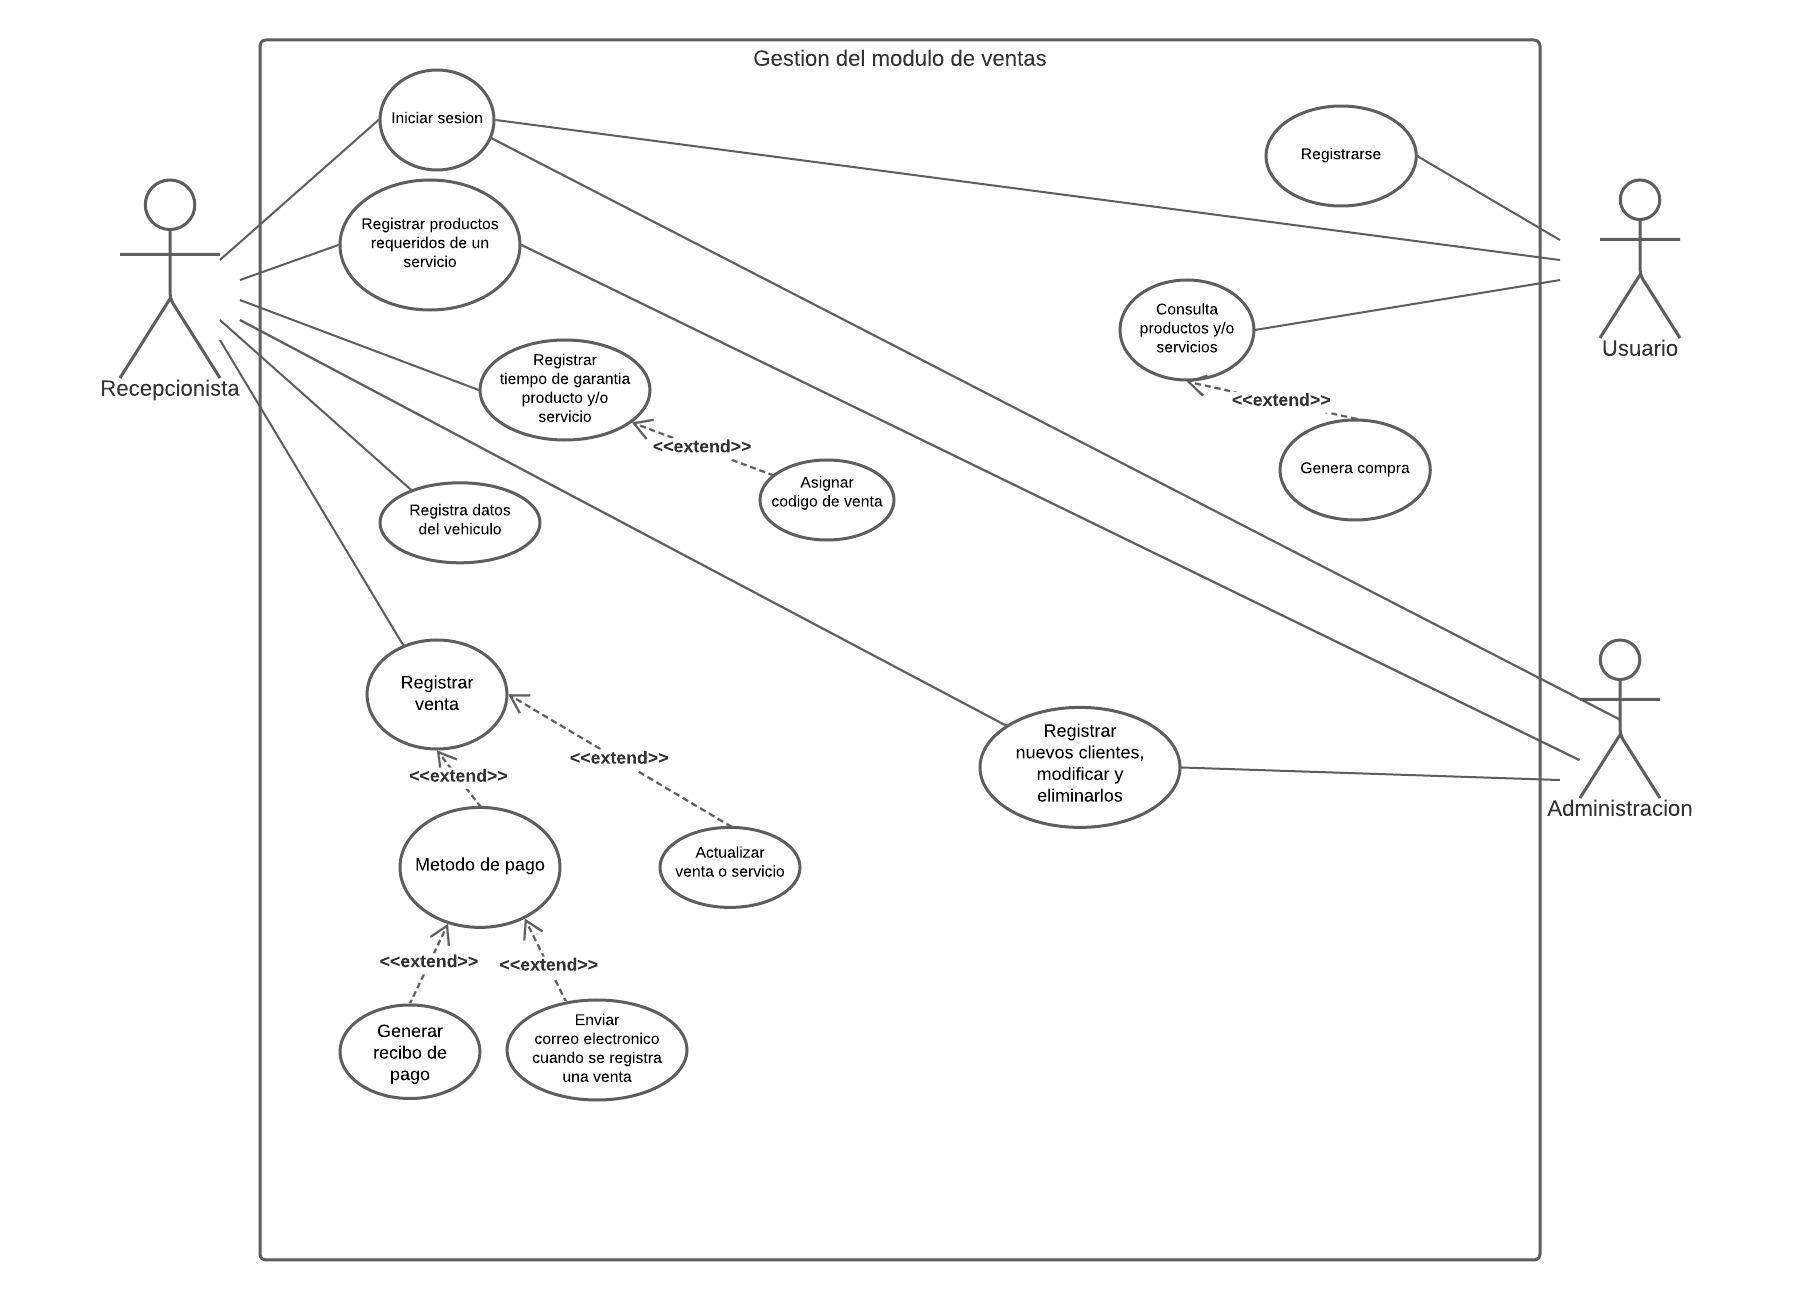 Gestion del modulo de ventas
Iniciar sesion
Registrarse
Registrar productos
requeridos de un
servicio
Recepcionista
Usuario
Consulta
productos y/o
servicios
<<extend>>
Genera compra
Registrar
tiempo de garantia
producto y/o
servicio
<<extend>>
Asignar
codigo de venta
Registra datos
del vehiculo
Registrar
venta
<<extend>>
<<extend>>
Registrar
nuevos clientes,
modificar y
eliminarlos
Administracion
Metodo de pago
Actualizar
venta o servicio
<<extend>>
<<extend>>
Generar
recibo de
pago
Enviar
correo electronico
cuando se registra
una venta